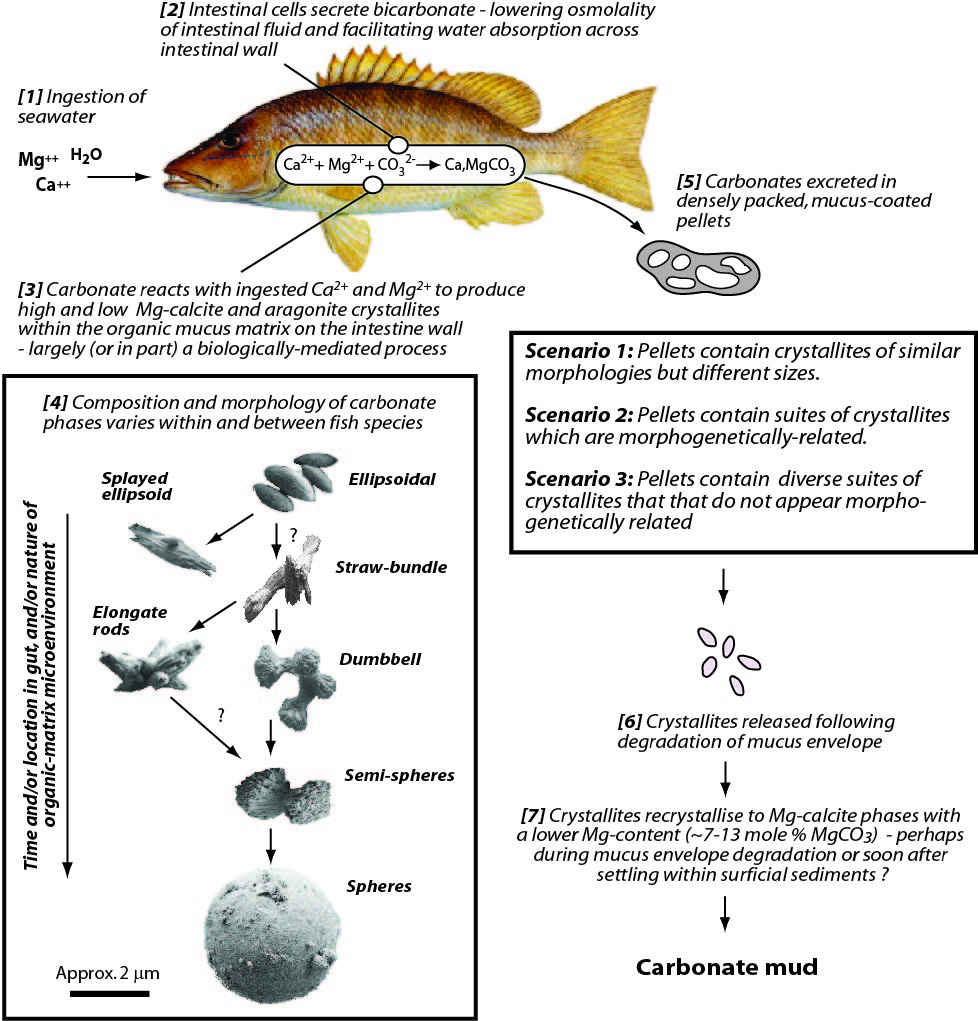 [2] Intestinal cells secrete bicarbonate - lowering osmolality
of intestinal fluid and facilitating water absorption across
intestinal wall
[1] Ingestion of
seawater
Mg++ H2O
Ca++
Ca2+ + Mg2+ + CO3 2- → Ca,MgCO3
[5] Carbonates excreted in
densely packed, mucus-coated
pellets
[3] Carbonate reacts with ingested Ca2+ and Mg2+ to produce
high and low Mg-calcite and aragonite crystallites
within the organic mucus matrix on the intestine wall
- largely (or in part) a biologically-mediated process
[4] Composition and morphology of carbonate
phases varies within and between fish species
Splayed
ellipsoid
Ellipsoidal
?
Straw-bundle
Elongate
rods
Dumbbell
?
Semi-spheres
Spheres
Time and/or location in gut, and/or nature of
organic-matrix microenvironment
Approx. 2 μm
Scenario 1: Pellets contain crystallites of similar
morphologies but different sizes.
Scenario 2: Pellets contain suites of crystallites
which are morphogenetically-related.
Scenario 3: Pellets contain diverse suites of
crystallites that that do not appear morpho-
genetically related
[6] Crystallites released following
degradation of mucus envelope
[7] Crystallites recrystallise to Mg-calcite phases with
a lower Mg-content (~7-13 mole % MgCO3) - perhaps
during mucus envelope degradation or soon after
settling within surficial sediments ?
Carbonate mud